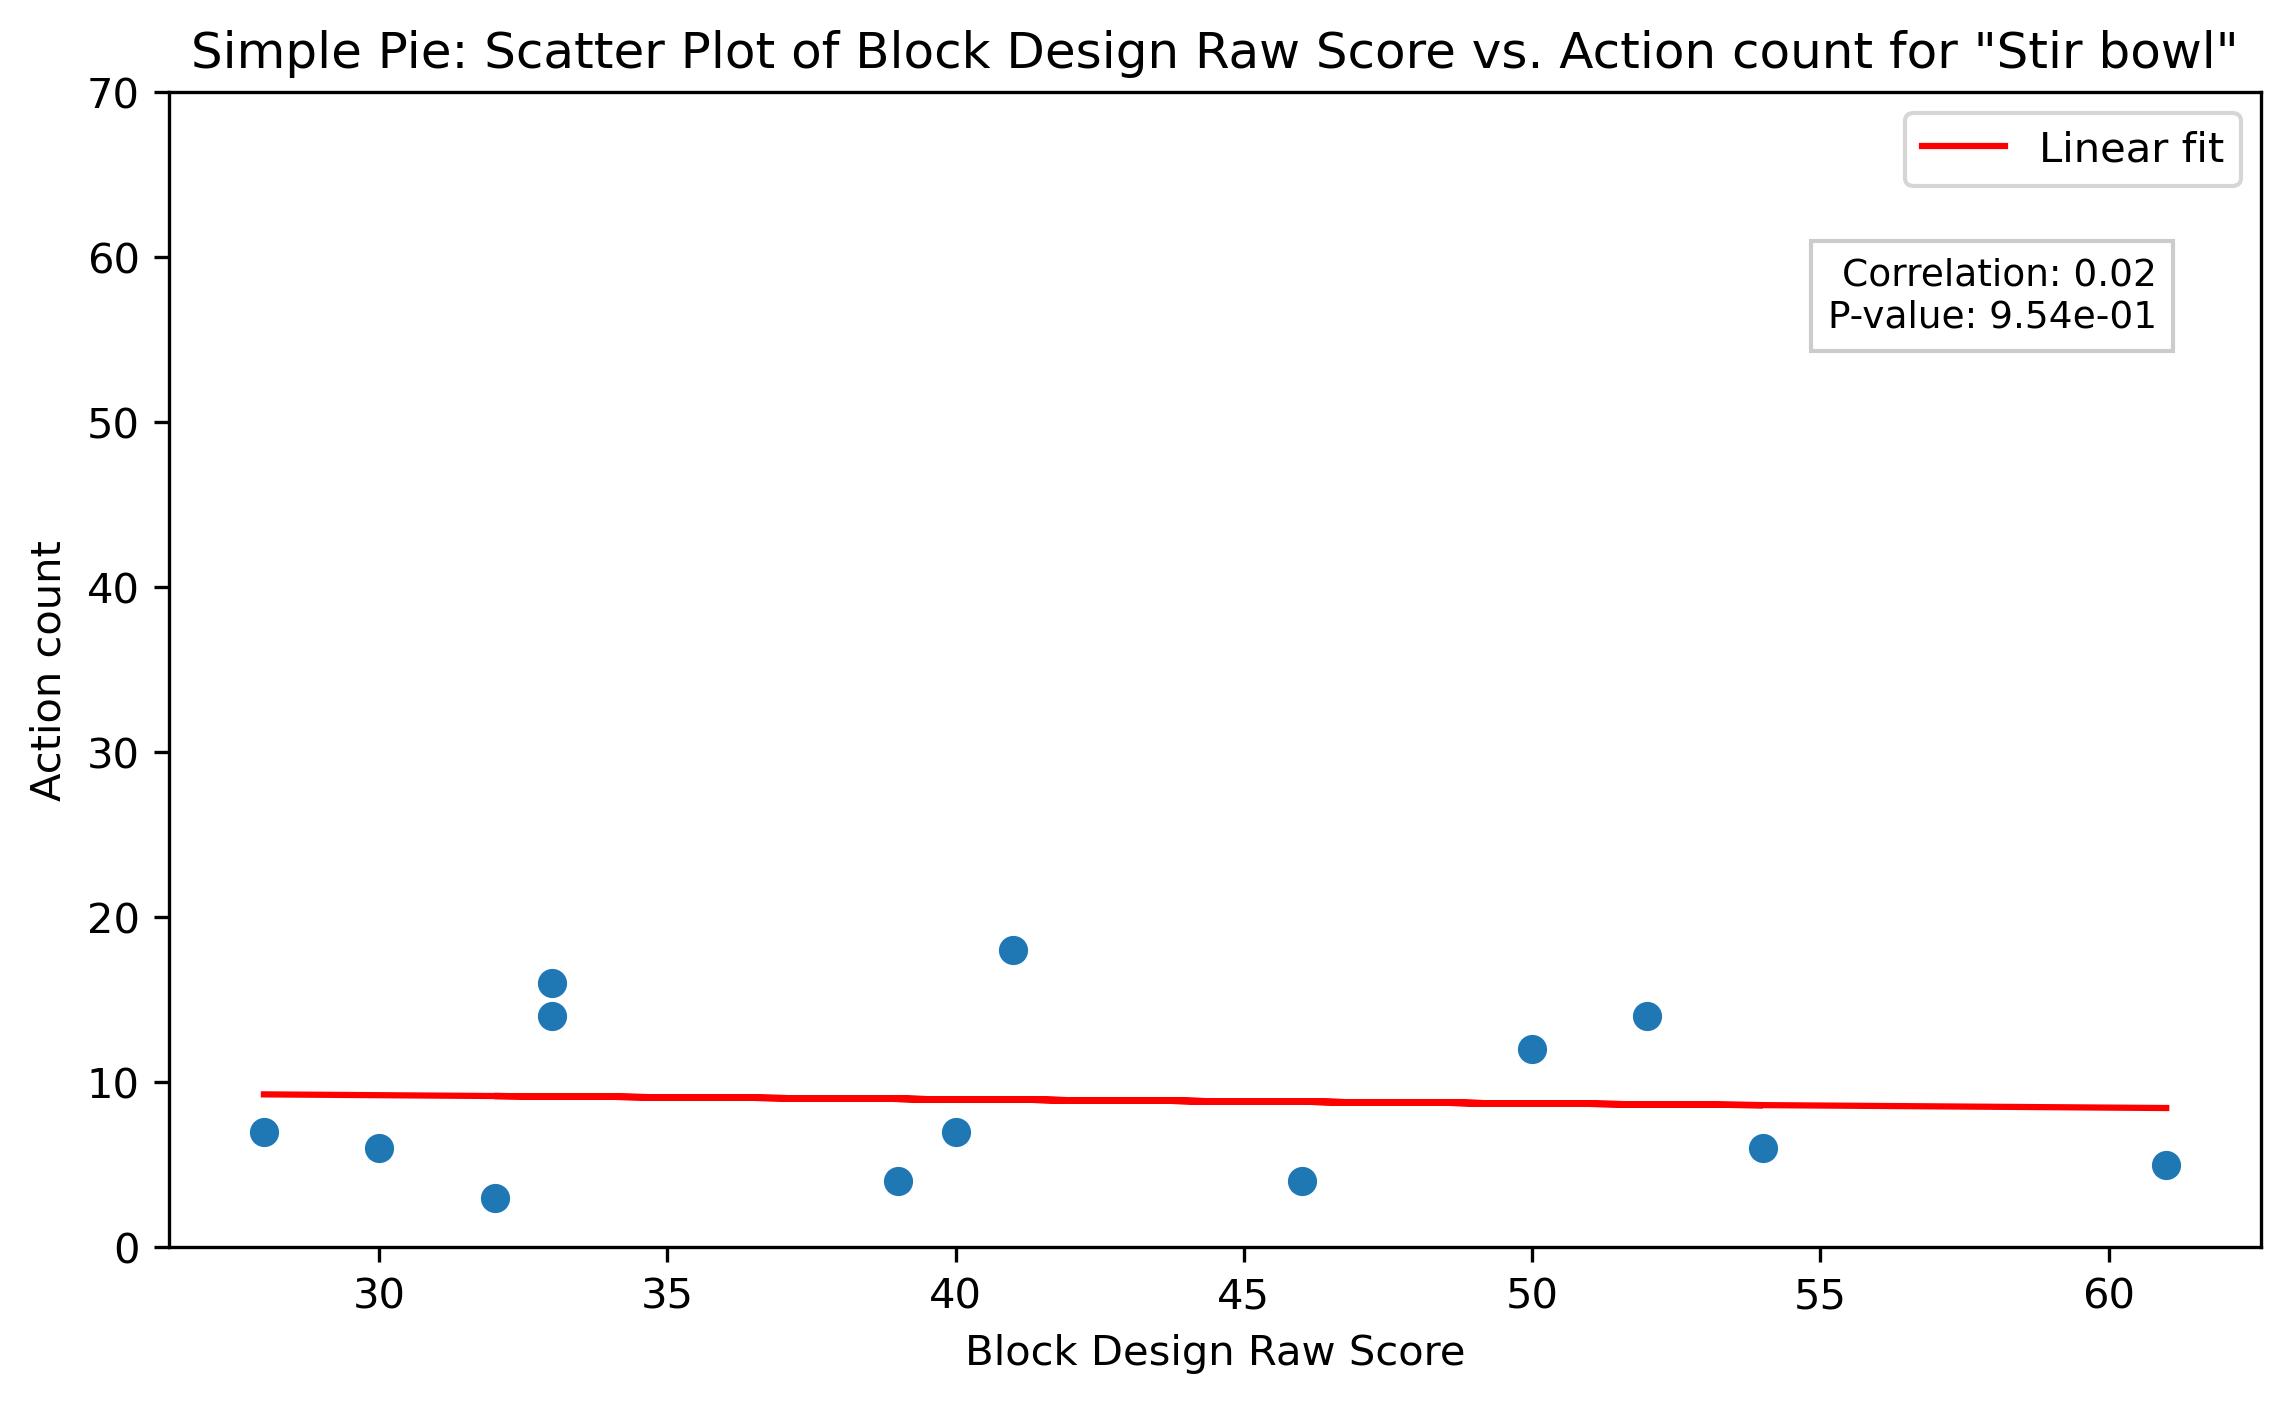 Simple Pie: Scatter Plot of Block Design Raw Score vs. Action count for "Stir bowl"
70
60
50
40
30
20
10
0
Action count
Linear fit
Correlation: 0.02
P-value: 9.54e-01
30 35 40 45 50 55 60
Block Design Raw Score